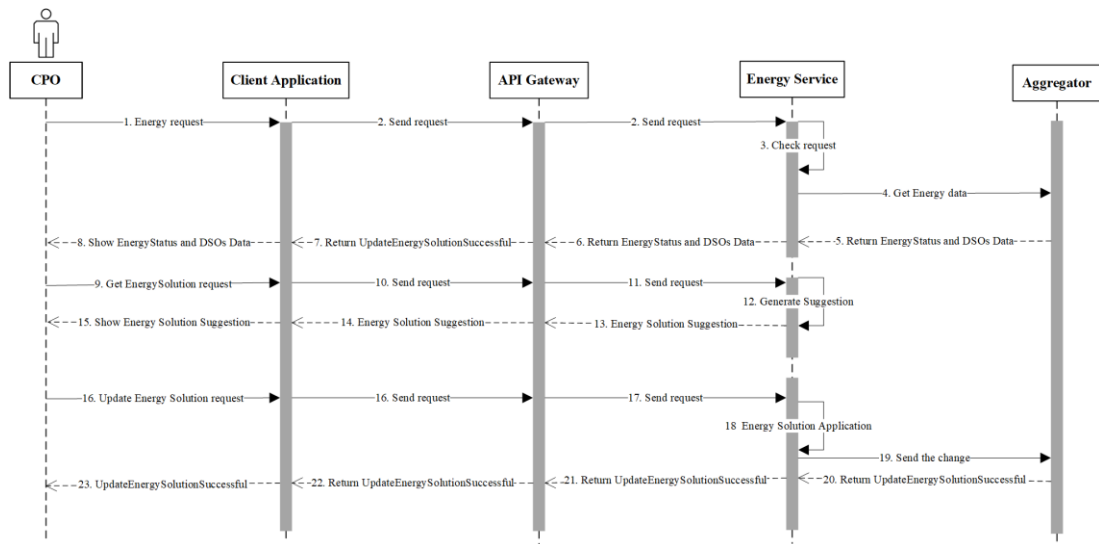 CPO
Client Application
API Gateway
Energy Service
Aggregator
1. Energy request
2. Send request
2. Send request
3. Check request
4. Get Energy data
8. Show EnergyStatus and DSOs Data
7. Return UpdateEnergySolutionSuccessful
6. Return EnergyStatus and DSOs Data
5. Return EnergyStatus and DSOs Data
9. Get EnergySolution request
10. Send request
11. Send request
12. Generate Suggestion
15. Show Energy Solution Suggestion
14. Energy Solution Suggestion
13. Energy Solution Suggestion
16. Update Energy Solution request
16. Send request
17. Send request
18 Energy Solution Application
19. Send the change
23. UpdateEnergySolutionSuccessful
22. Return UpdateEnergySolutionSuccessful
21. Return UpdateEnergySolutionSuccessful
20. Return UpdateEnergySolutionSuccessful